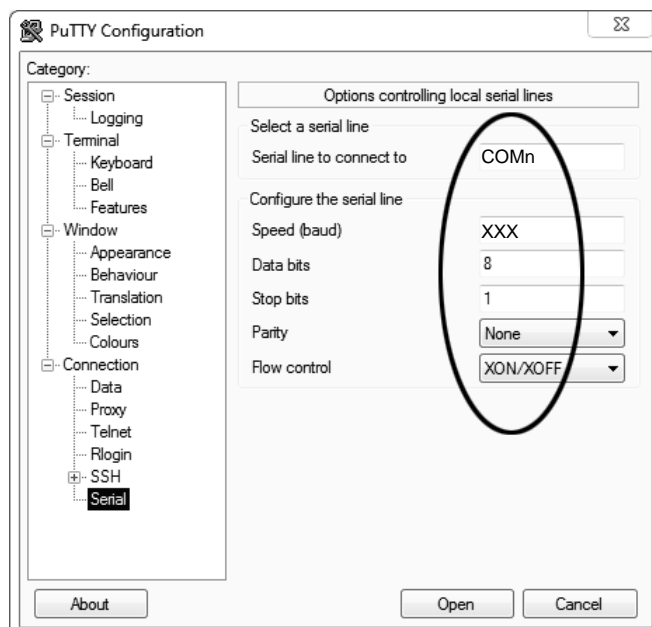 PuTTY Configuration
Category:
Session
Logging
Terminal
Keyboard
Bell
Features
Window
Appearance
Behaviour
Translation
Selection
Colours
Connection
Data
Proxy
Telnet
Rlogin
SSH
Serial
Options controlling local serial lines
Select a serial line
Serial line to connect to COMn
Configure the serial line
Speed (baud) XXX
Data bits 8
Stop bits 1
Parity None
Flow control XON/XOFF
About Open Cancel